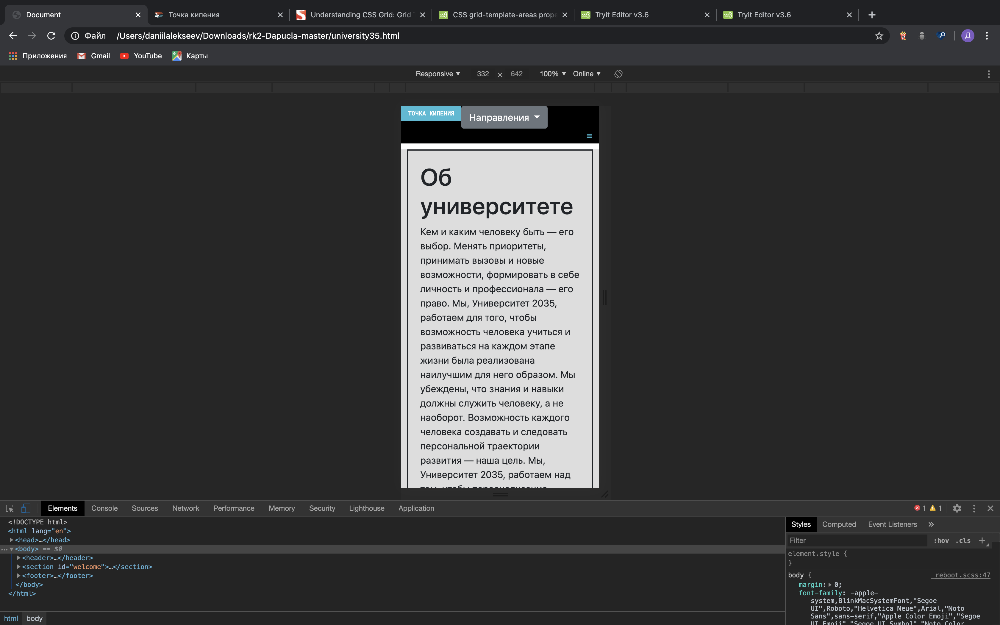 Document
Точка кипения
Understanding CSS Grid: Grid
CSS grid-template-areas prope
Tryit Editor v3.6
Tryit Editor v3.6
Файл /Users/daniilalekseev/Downloads/rk2-Dapucla-master/university35.html
Д
Приложения
Gmail
YouTube
Карты
Responsive ▼ 332 × 642 100% ▼ Online ▼
ТОЧКА КИПЕНИЯ
Направления
Об
университете
Кем и каким человеку быть — его
выбор. Менять приоритеты,
принимать вызовы и новые
возможности, формировать в себе
личность и профессионала — его
право. Мы, Университет 2035,
работаем для того, чтобы
возможность человека учиться и
развиваться на каждом этапе
жизни была реализована
наилучшим для него образом. Мы
убеждены, что знания и навыки
должны служить человеку, а не
наоборот. Возможность каждого
человека создавать и следовать
персональной траектории
развития — наша цель. Мы,
Университет 2035, работаем над
Elements Console Sources Network Performance Memory Security Lighthouse Application 1 1
<!DOCTYPE html>
<html lang="en">
<head>…</head>
<body> == $0
<header>…</header>
<section id="welcome">…</section>
<footer>…</footer>
</body>
</html>
html body
Styles Computed Event Listeners »
Filter :hov .cls +
element.style {
}
body { _reboot.scss:47
margin: 0;
font-family: -apple-
system,BlinkMacSystemFont,"Segoe
UI",Roboto,"Helvetica Neue",Arial,"Noto
Sans",sans-serif,"Apple Color Emoji","Segoe
UI Emoji","Segoe UI Symbol","Noto Color